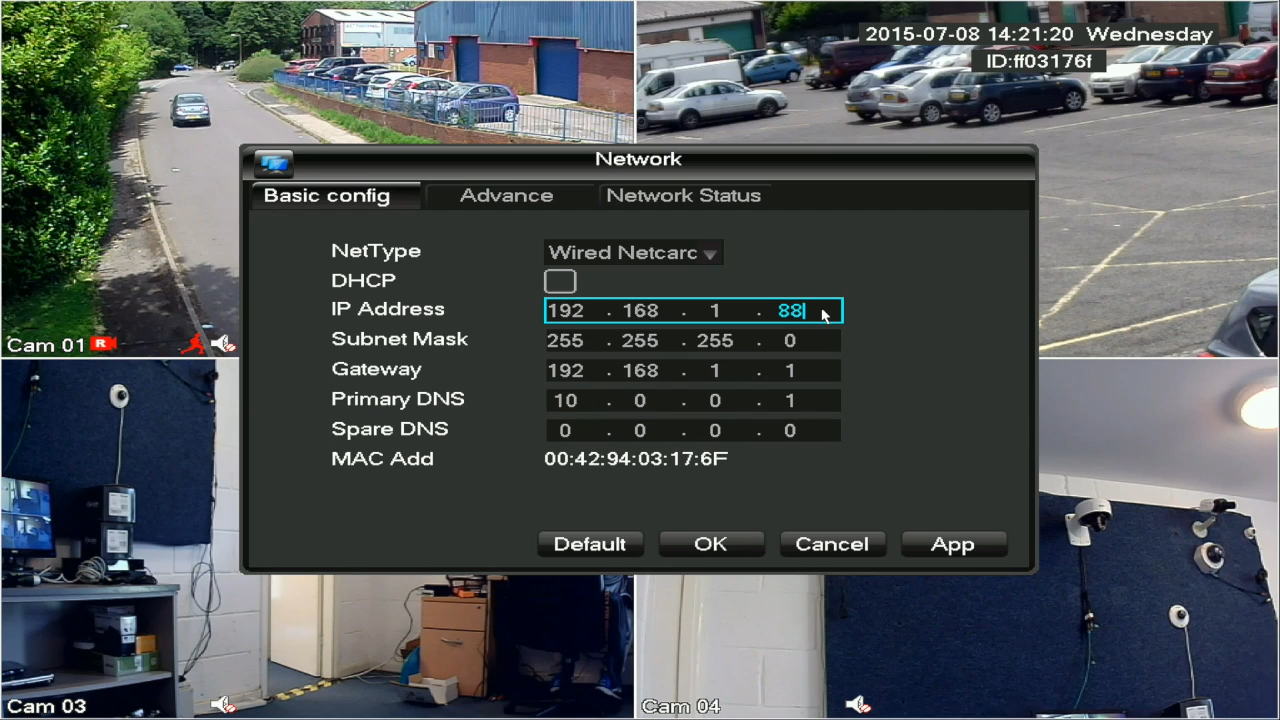 2015-07-08 14:21:20 Wednesday
ID:ff03176f
Network
Basic config Advance Network Status
NetType Wired Netcarc
DHCP
IP Address 192 . 168 . 1 . 88
Subnet Mask 255 . 255 . 255 . 0
Gateway 192 . 168 . 1 . 1
Primary DNS 10 . 0 . 0 . 1
Spare DNS 0 . 0 . 0 . 0
MAC Add 00:42:94:03:17:6F
Default OK Cancel App
Cam 01 R
Cam 03
Cam 04